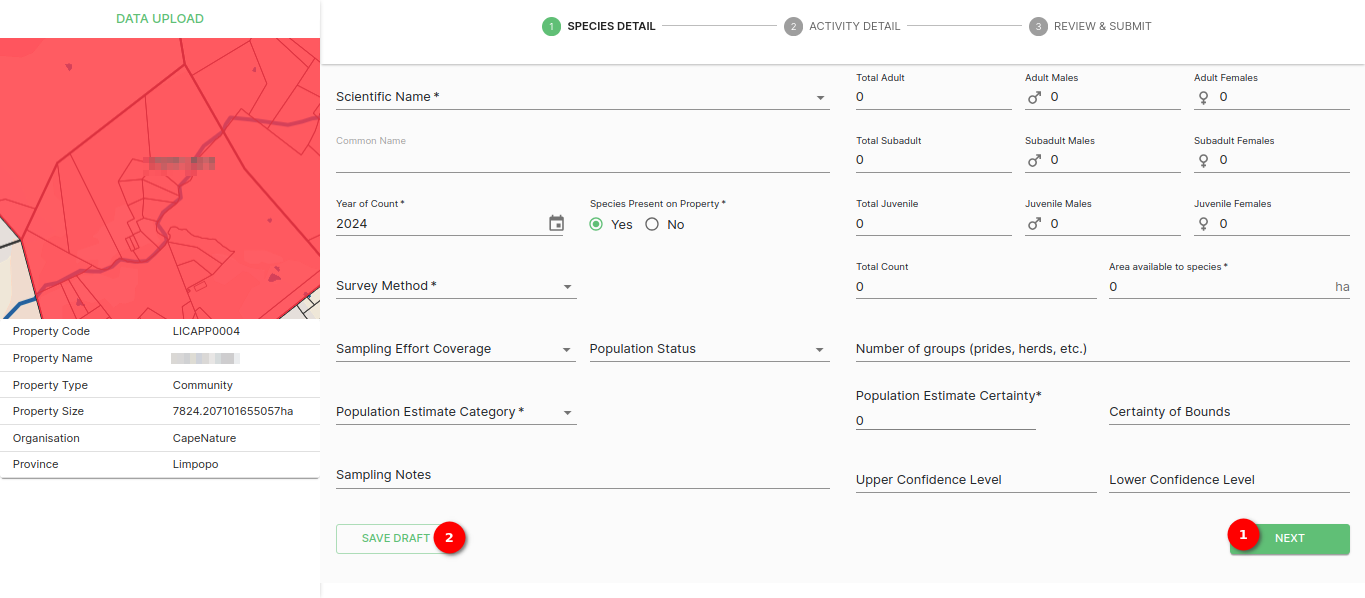 DATA UPLOAD
Property Code LICAPP0004
Property Name
Property Type Community
Property Size 7824.207101655057ha
Organisation CapeNature
Province Limpopo
1 SPECIES DETAIL 2 ACTIVITY DETAIL 3 REVIEW & SUBMIT
Scientific Name *
Common Name
Year of Count * Species Present on Property *
2024 Yes No
Survey Method *
Sampling Effort Coverage Population Status
Population Estimate Category *
Sampling Notes
Total Adult Adult Males Adult Females
0 0 0
Total Subadult Subadult Males Subadult Females
0 0 0
Total Juvenile Juvenile Males Juvenile Females
0 0 0
Total Count Area available to species *
0 0 ha
Number of groups (prides, herds, etc.)
Population Estimate Certainty*
0 Certainty of Bounds
Upper Confidence Level Lower Confidence Level
SAVE DRAFT 2 1 NEXT